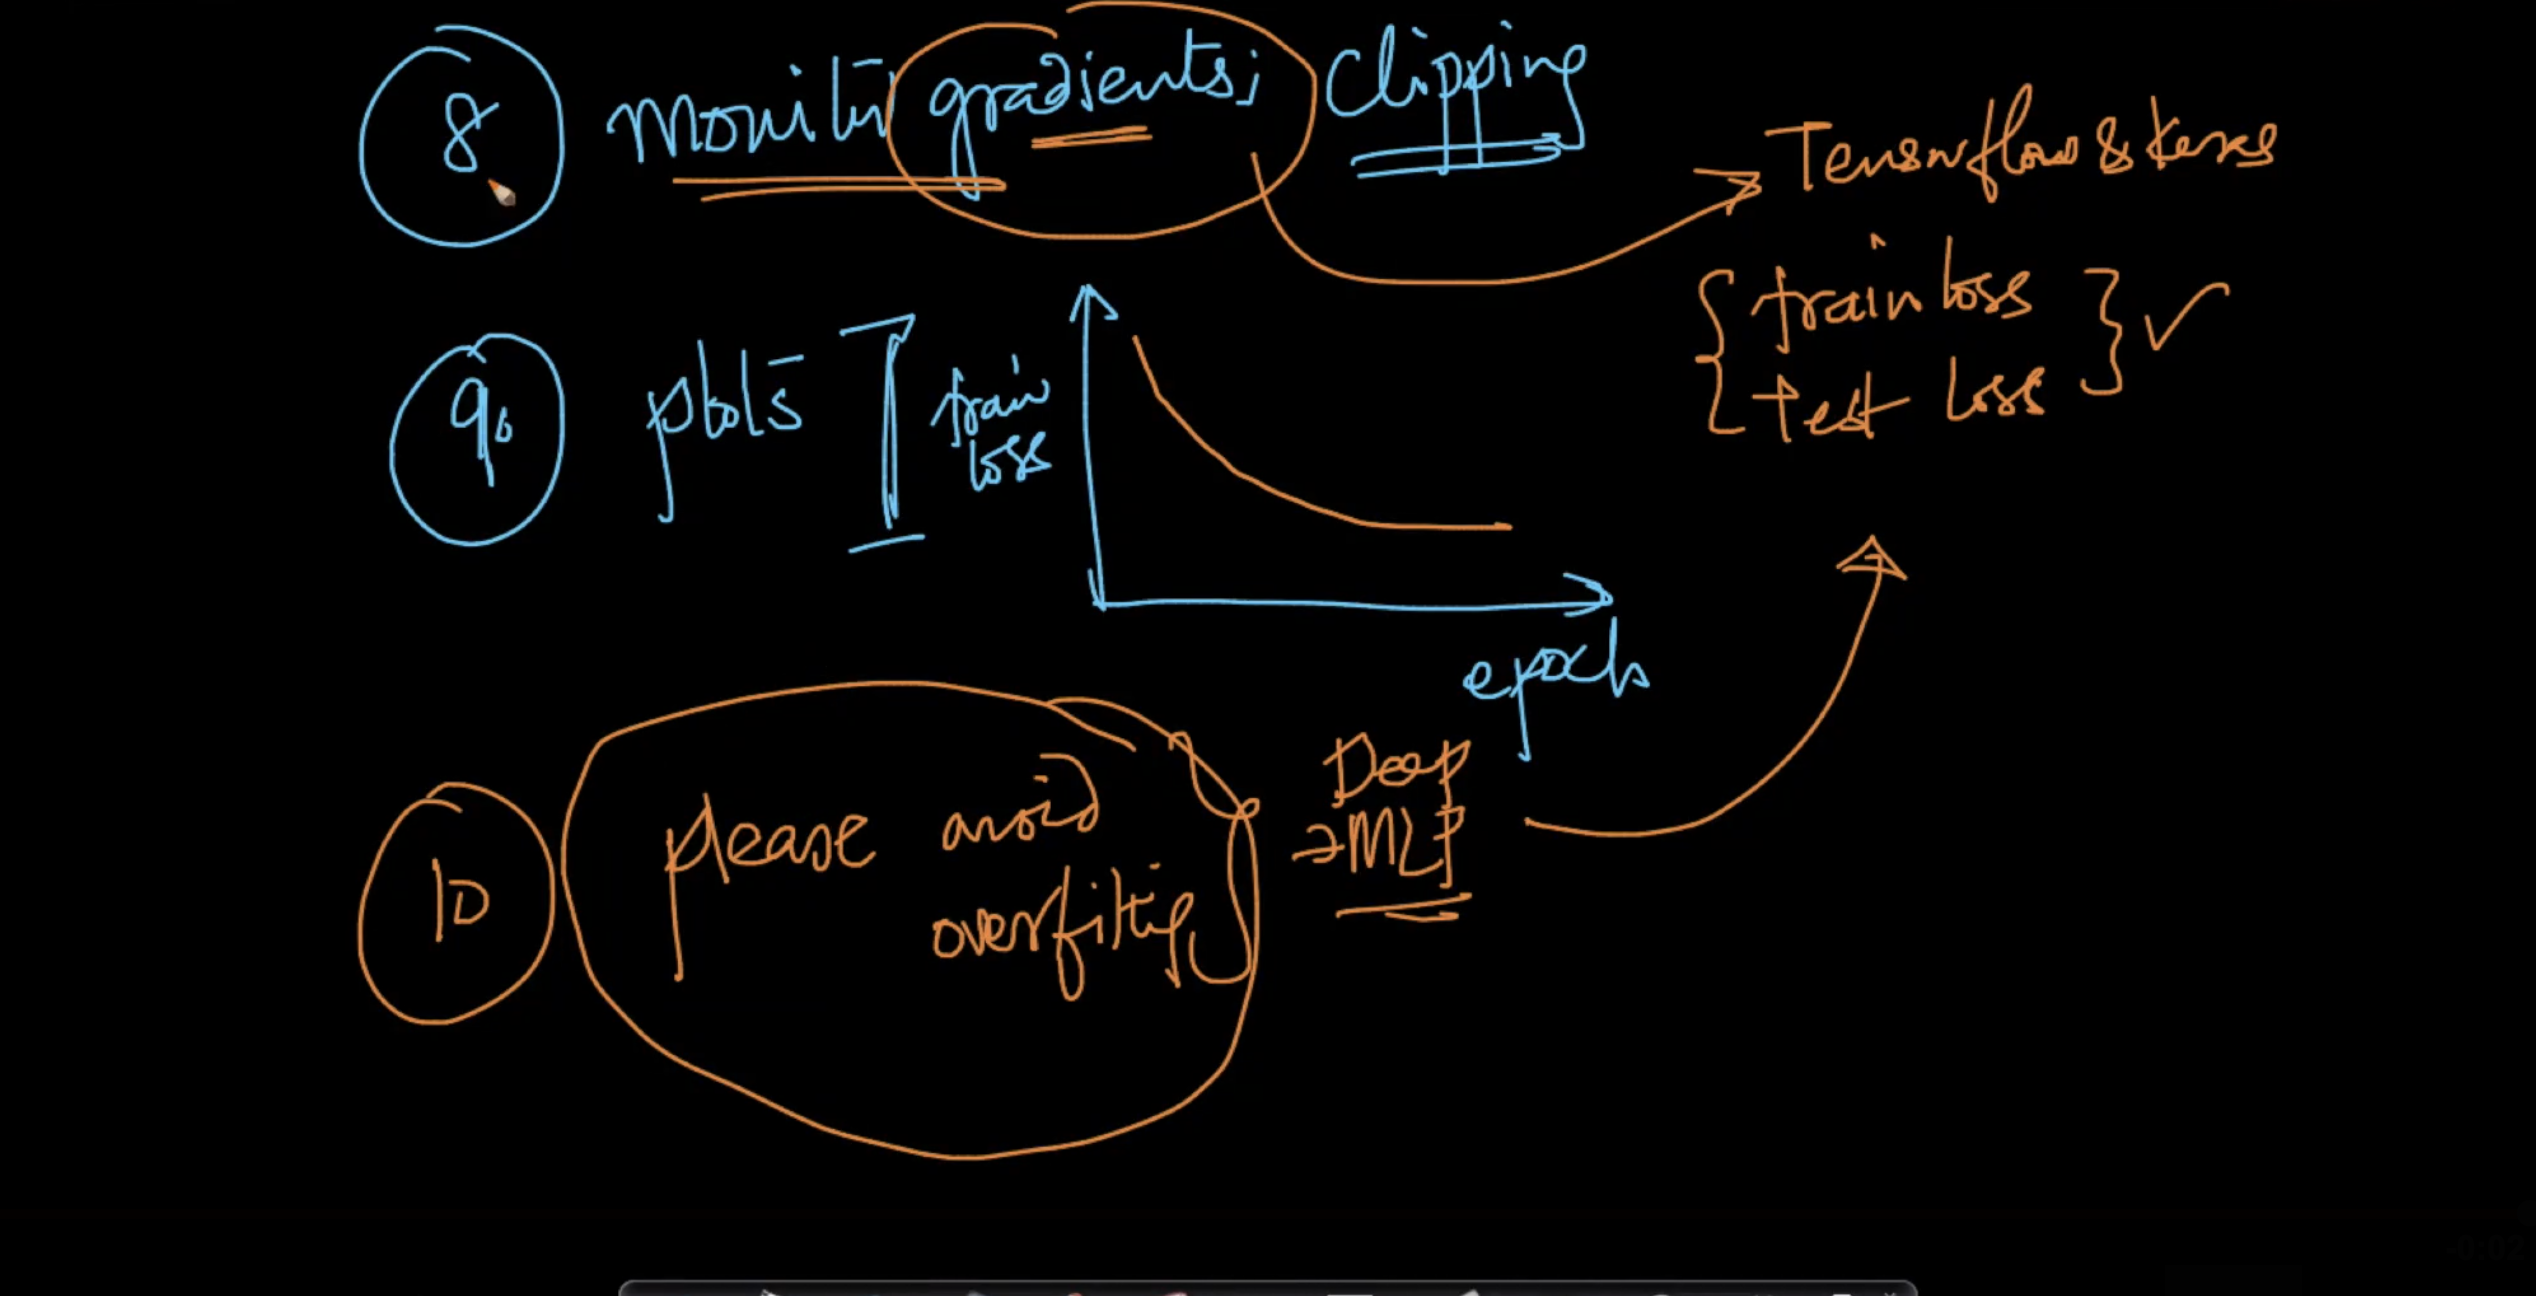 8 monitor gradients; clipping
Tensorflow & keras
train loss
test loss
9. plots
train
loss
epoch
10 please avoid
overfitting
Deep
MLP